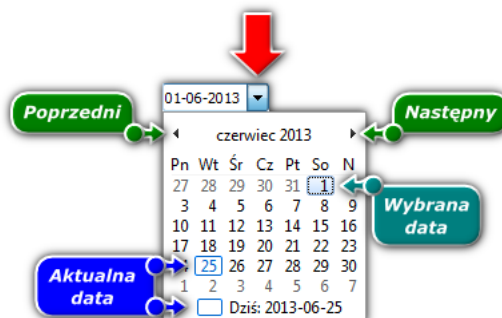 01-06-2013
Poprzedni
Następny
czerwiec 2013
Pn Wt Śr Cz Pt So N
27 28 29 30 31 1
3 4 5 6 7 8 9
Wybrana
data
10 11 12 13 14 15 16
17 18 19 20 21 22 23
25 26 27 28 29 30
Aktualna
data
1 2 3 4 5 6 7
Dziś: 2013-06-25